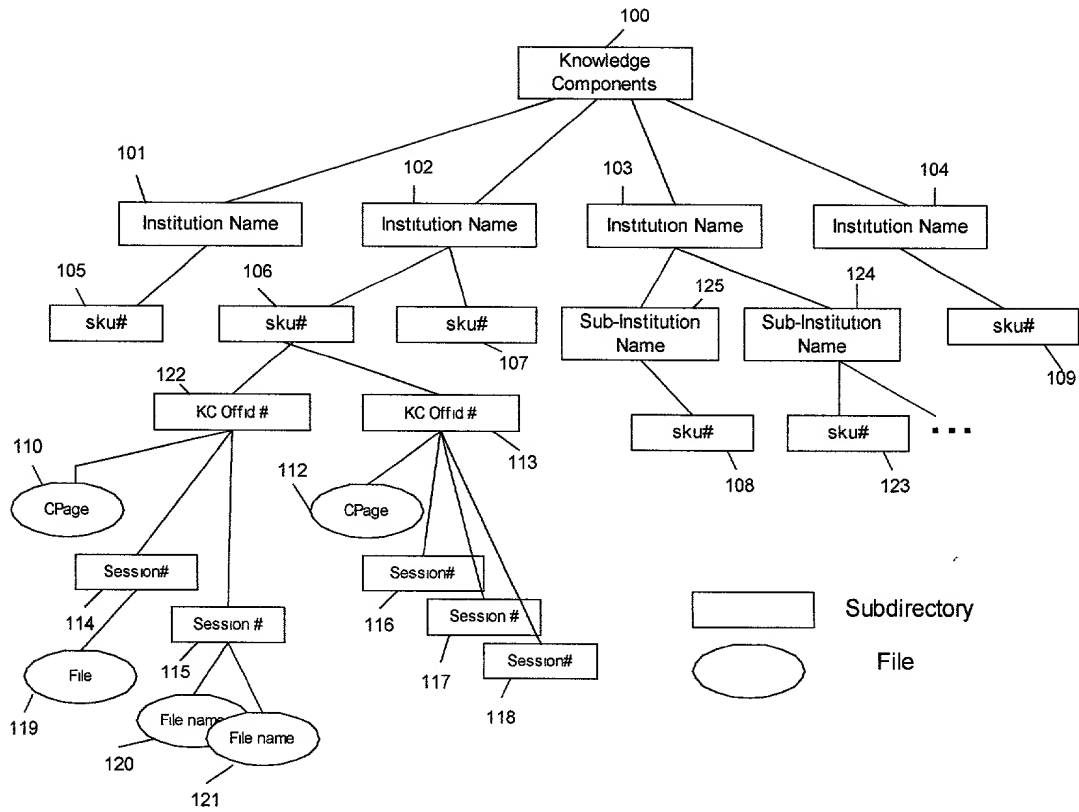 100
Knowledge
Components
101
102
103
104
Institution Name
Institution Name
Institution Name
Institution Name
105
106
125
124
sku#
sku#
sku#
Sub-Institution
Name
Sub-Institution
Name
sku#
107
109
122
KC Offid #
KC Offid #
sku#
sku#
...
110
112
113
108
123
CPage
CPage
Session#
Session#
114
116
Session #
Session #
115
117
Session#
118
File
119
File name
File name
120
121
Subdirectory
File